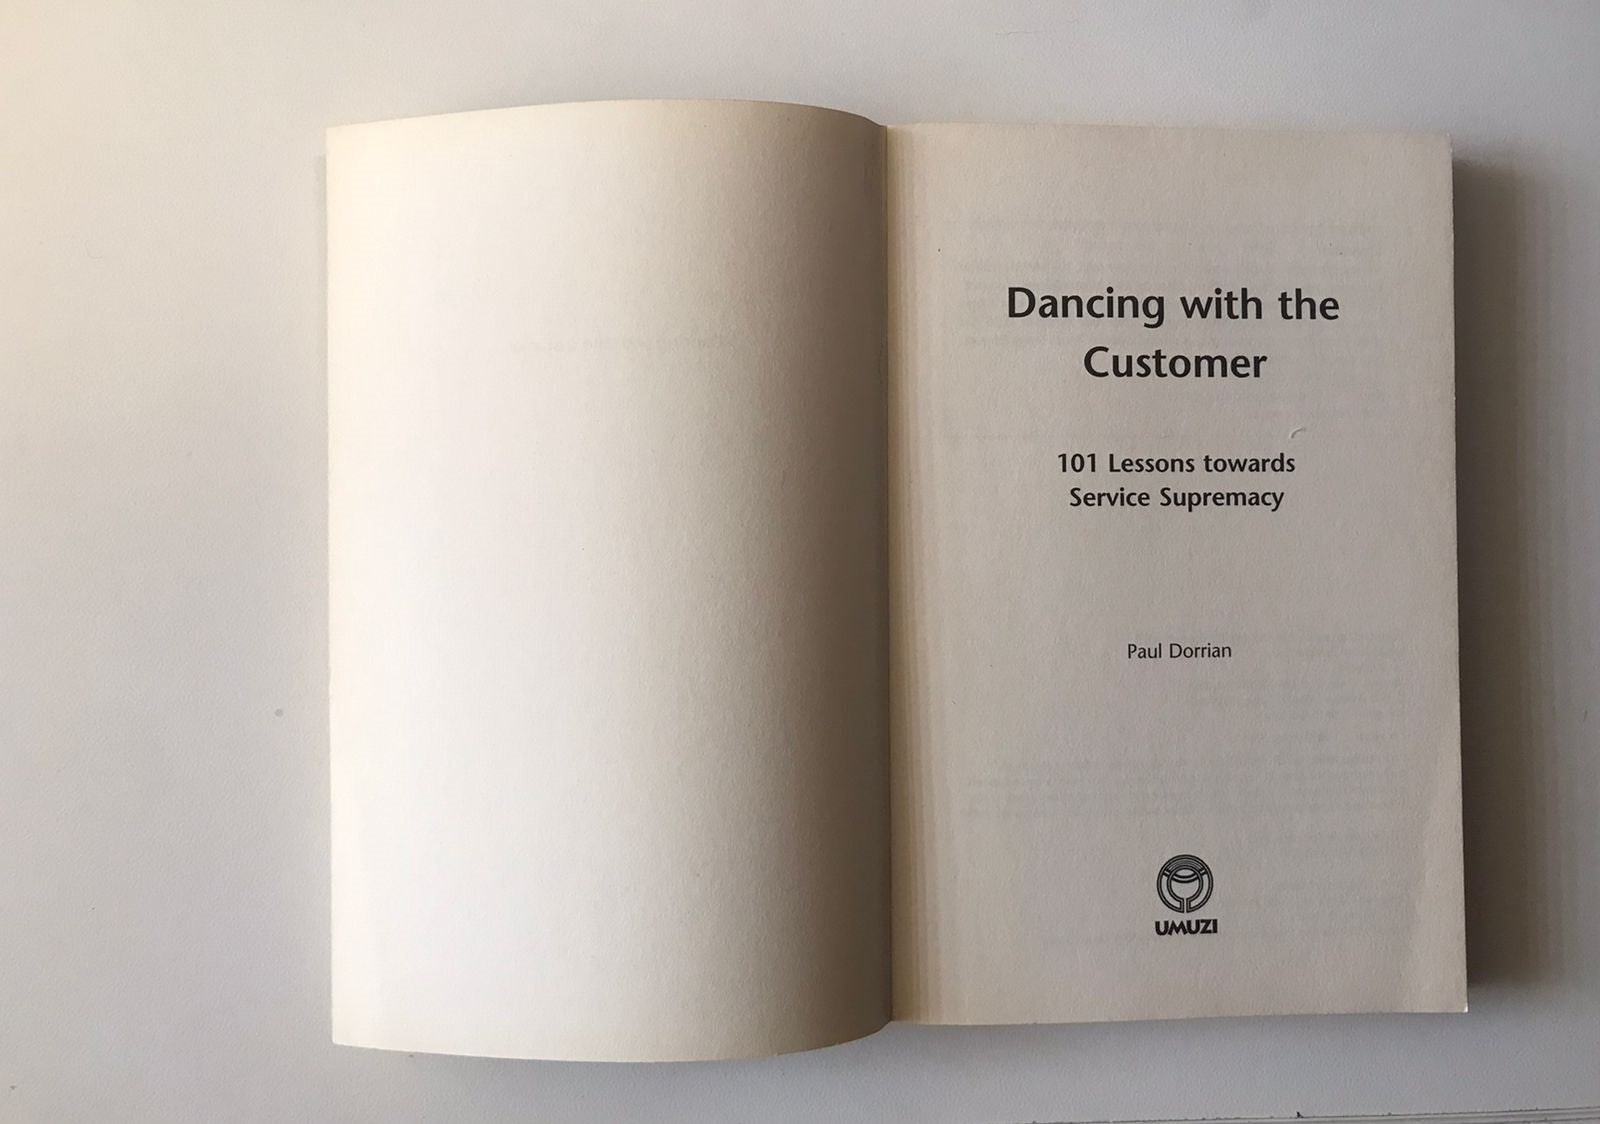 Dancing with the
Customer
101 Lessons towards
Service Supremacy
Paul Dorrian
UMUZI